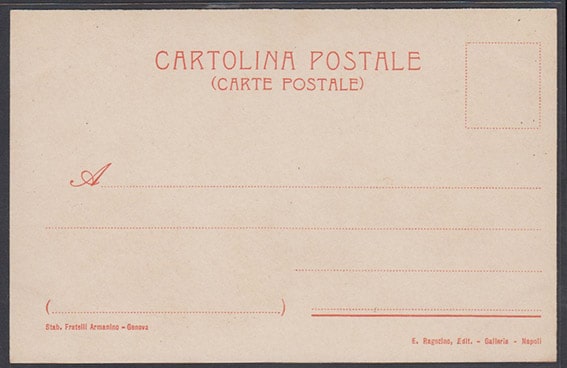 CARTOLINA POSTALE
(CARTE POSTALE)
A
( )
Stab. Fratelli Armanino - Genova
E. Ragozino, Edit. - Galleria - Napoli